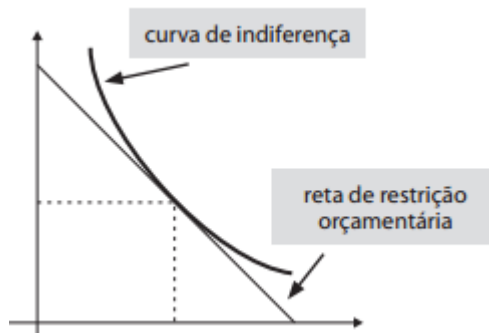 curva de indiferença
reta de restrição
orçamentária